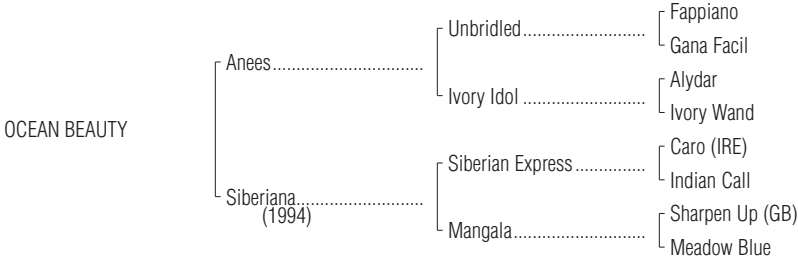 Fappiano
Unbridled..........................
Gana Facil
Anees................................
Alydar
Ivory Idol ..........................
Ivory Wand
OCEAN BEAUTY
Caro (IRE)
Siberian Express...............
Indian Call
Siberiana...........................
(1994)
Sharpen Up (GB)
Mangala............................
Meadow Blue